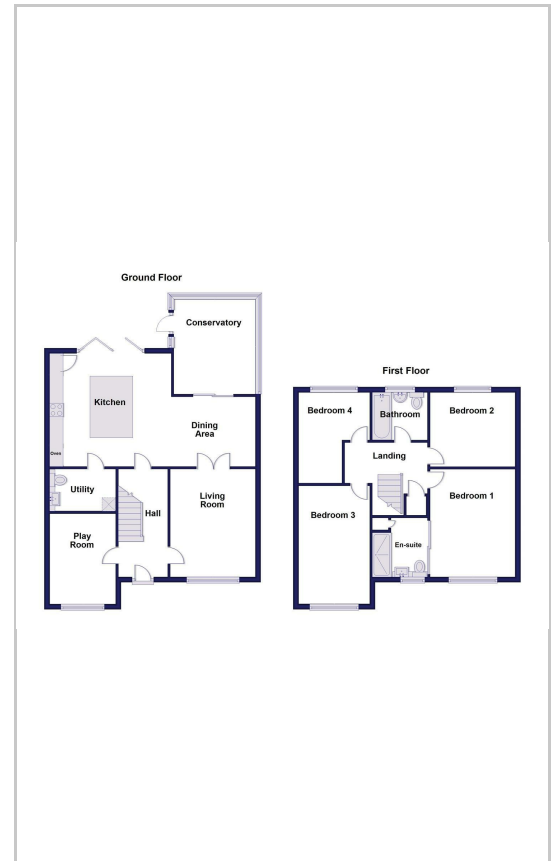 Ground Floor
Conservatory
Kitchen
Dining
Area
Oven
Utility
Hall
Living
Room
Play
Room
First Floor
Bedroom 4
Bathroom
Bedroom 2
Landing
Bedroom 1
Bedroom 3
En-suite